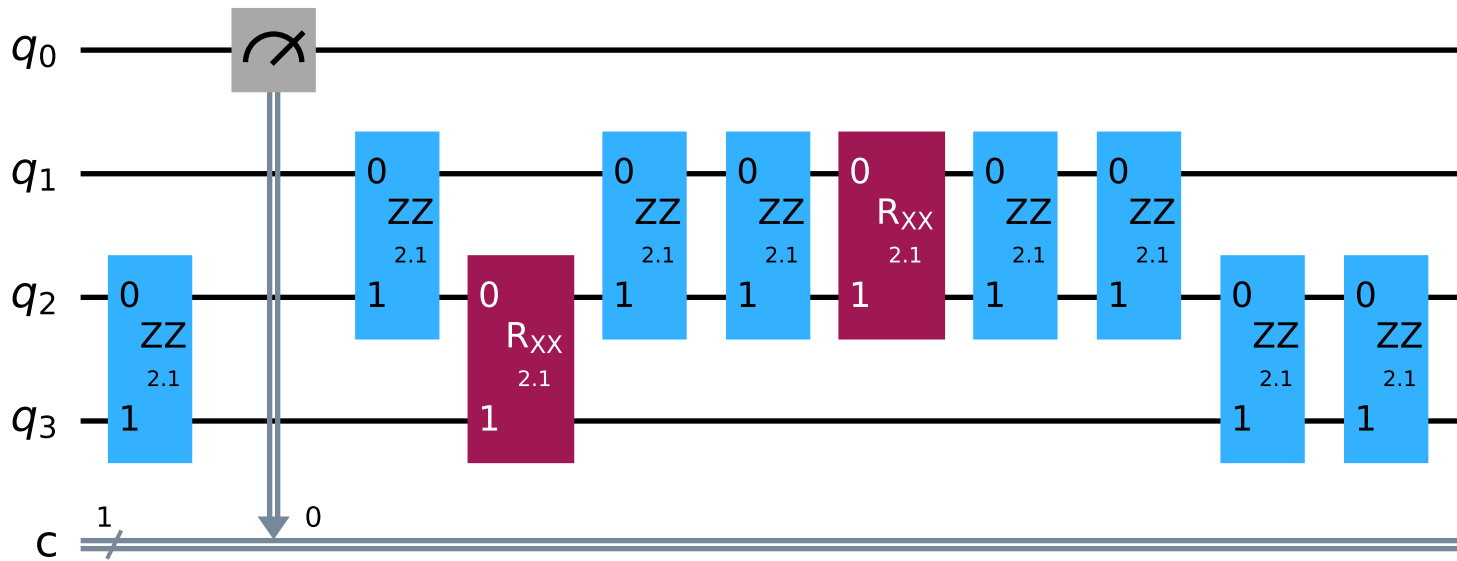 q0
0 0 0 0 0 0
q1
ZZ ZZ ZZ RXX ZZ ZZ
2.1 2.1 2.1 2.1 2.1 2.1
q2
0 1 0 1 1 1 1 1 0 0
ZZ RXX ZZ ZZ
2.1 2.1 2.1 2.1
q3
1 1 1 1
1 0
c